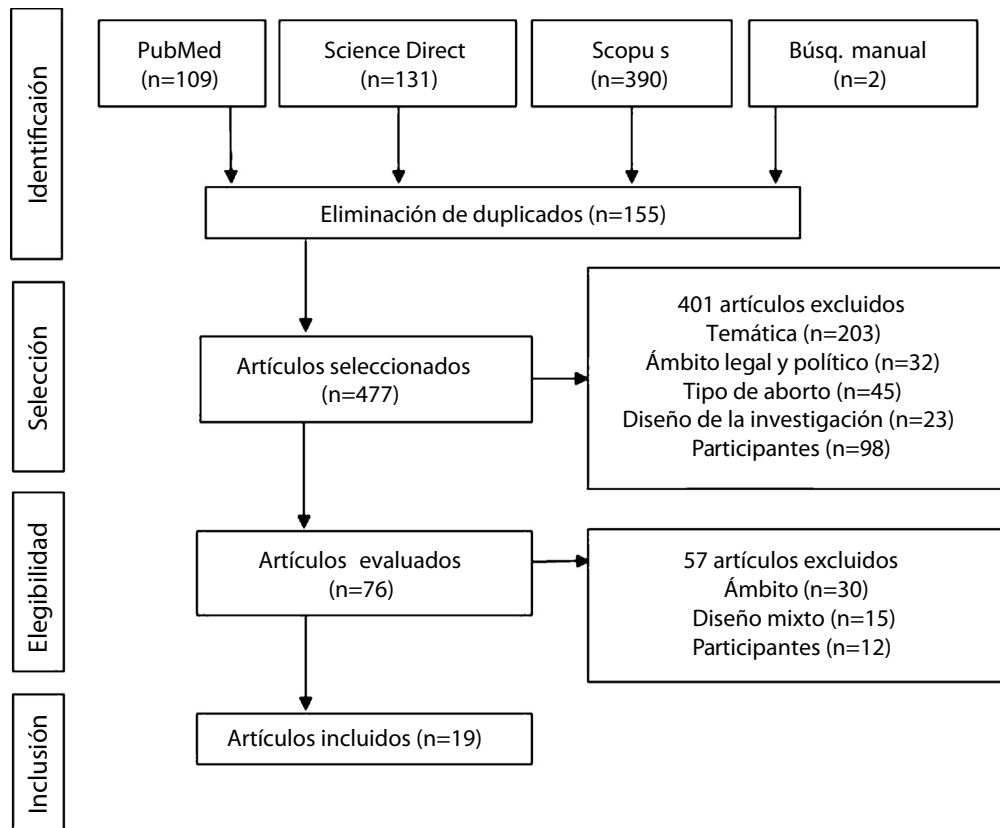 Identificaión
PubMed
(n=109)
Science Direct
(n=131)
Scopu s
(n=390)
Búsq. manual
(n=2)
Eliminación de duplicados (n=155)
Selección
Artículos seleccionados
(n=477)
401 artículos excluidos
Temática (n=203)
Ámbito legal y político (n=32)
Tipo de aborto (n=45)
Diseño de la investigación (n=23)
Participantes (n=98)
Elegibilidad
Artículos evaluados
(n=76)
57 artículos excluidos
Ámbito (n=30)
Diseño mixto (n=15)
Participantes (n=12)
Inclusión
Artículos incluidos (n=19)